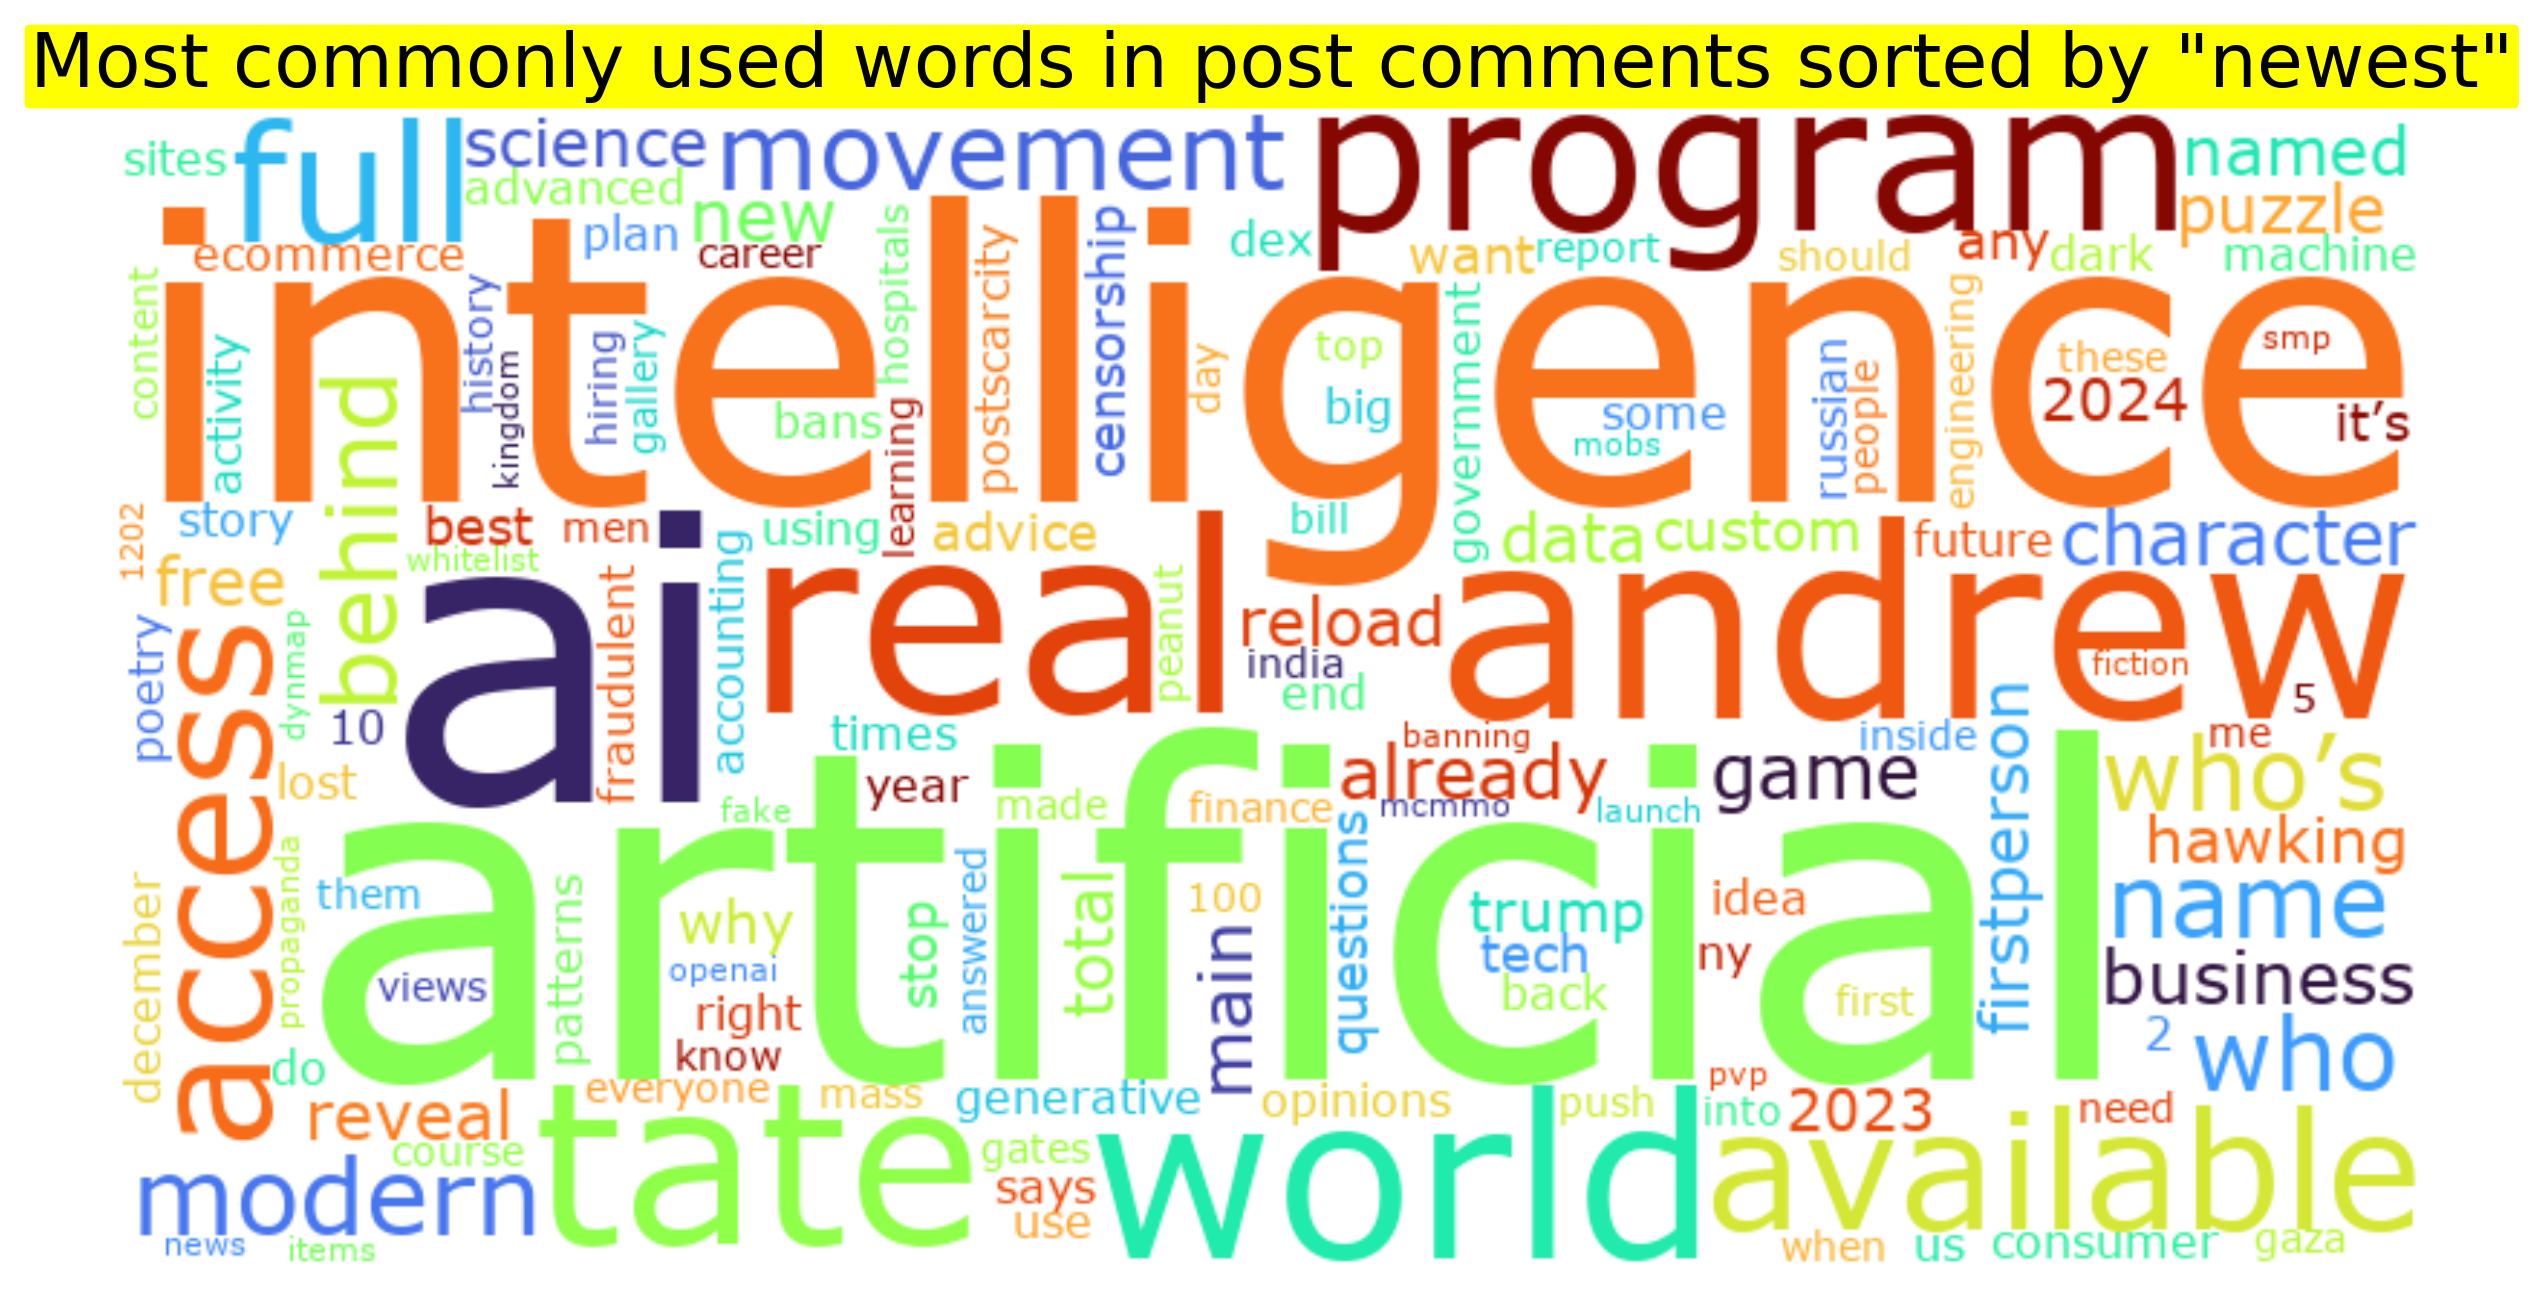 Most commonly used words in post comments sorted by "newest"
sites
full
science
advanced
movement
program
named
puzzle
new
plan
career
ecommerce
hospitals
postscarcity
censorship
dex
want
report
should
any
dark
machine
intelligence
content
activity
behind
history
kingdom
hiring
gallery
bans
learning
day
top
big
government
some
mobs
russian
people
engineering
these
2024
smp
it’s
1202
story
best
men
whitelist
using
advice
bill
data
custom
future
character
free
ai
fraudulent
accounting
real
peanut
reload
india
end
andrew
fiction
5
poetry
access
dynmap
10
lost
times
year
banning
already
mcmmo
inside
game
launch
firstperson
me
who’s
hawking
fake
made
finance
artificial
december
propaganda
them
views
patterns
why
openai
right
know
stop
answered
total
100
main
questions
trump
tech
back
idea
ny
first
name
business
2
who
do
reveal
everyone
mass
generative
opinions
push
pvp
into
2023
need
course
tate
gates
says
use
world
available
modern
news
items
when
us
consumer
gaza